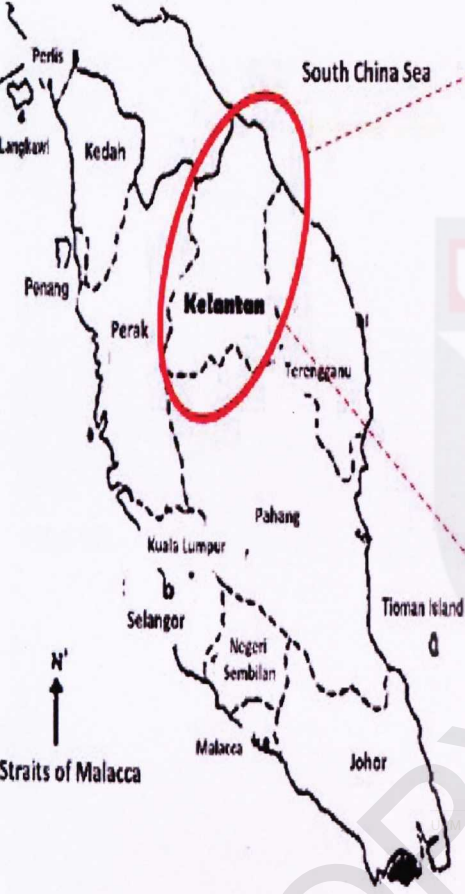 Perlis
South China Sea
Langkawi
Kedah
Penang
Perak
Kelantan
Terengganu
Pahang
Kuala Lumpur
b
Selangor
Tioman Island
Negeri
Sembilan
N'
Malacca
Straits of Malacca
Johor